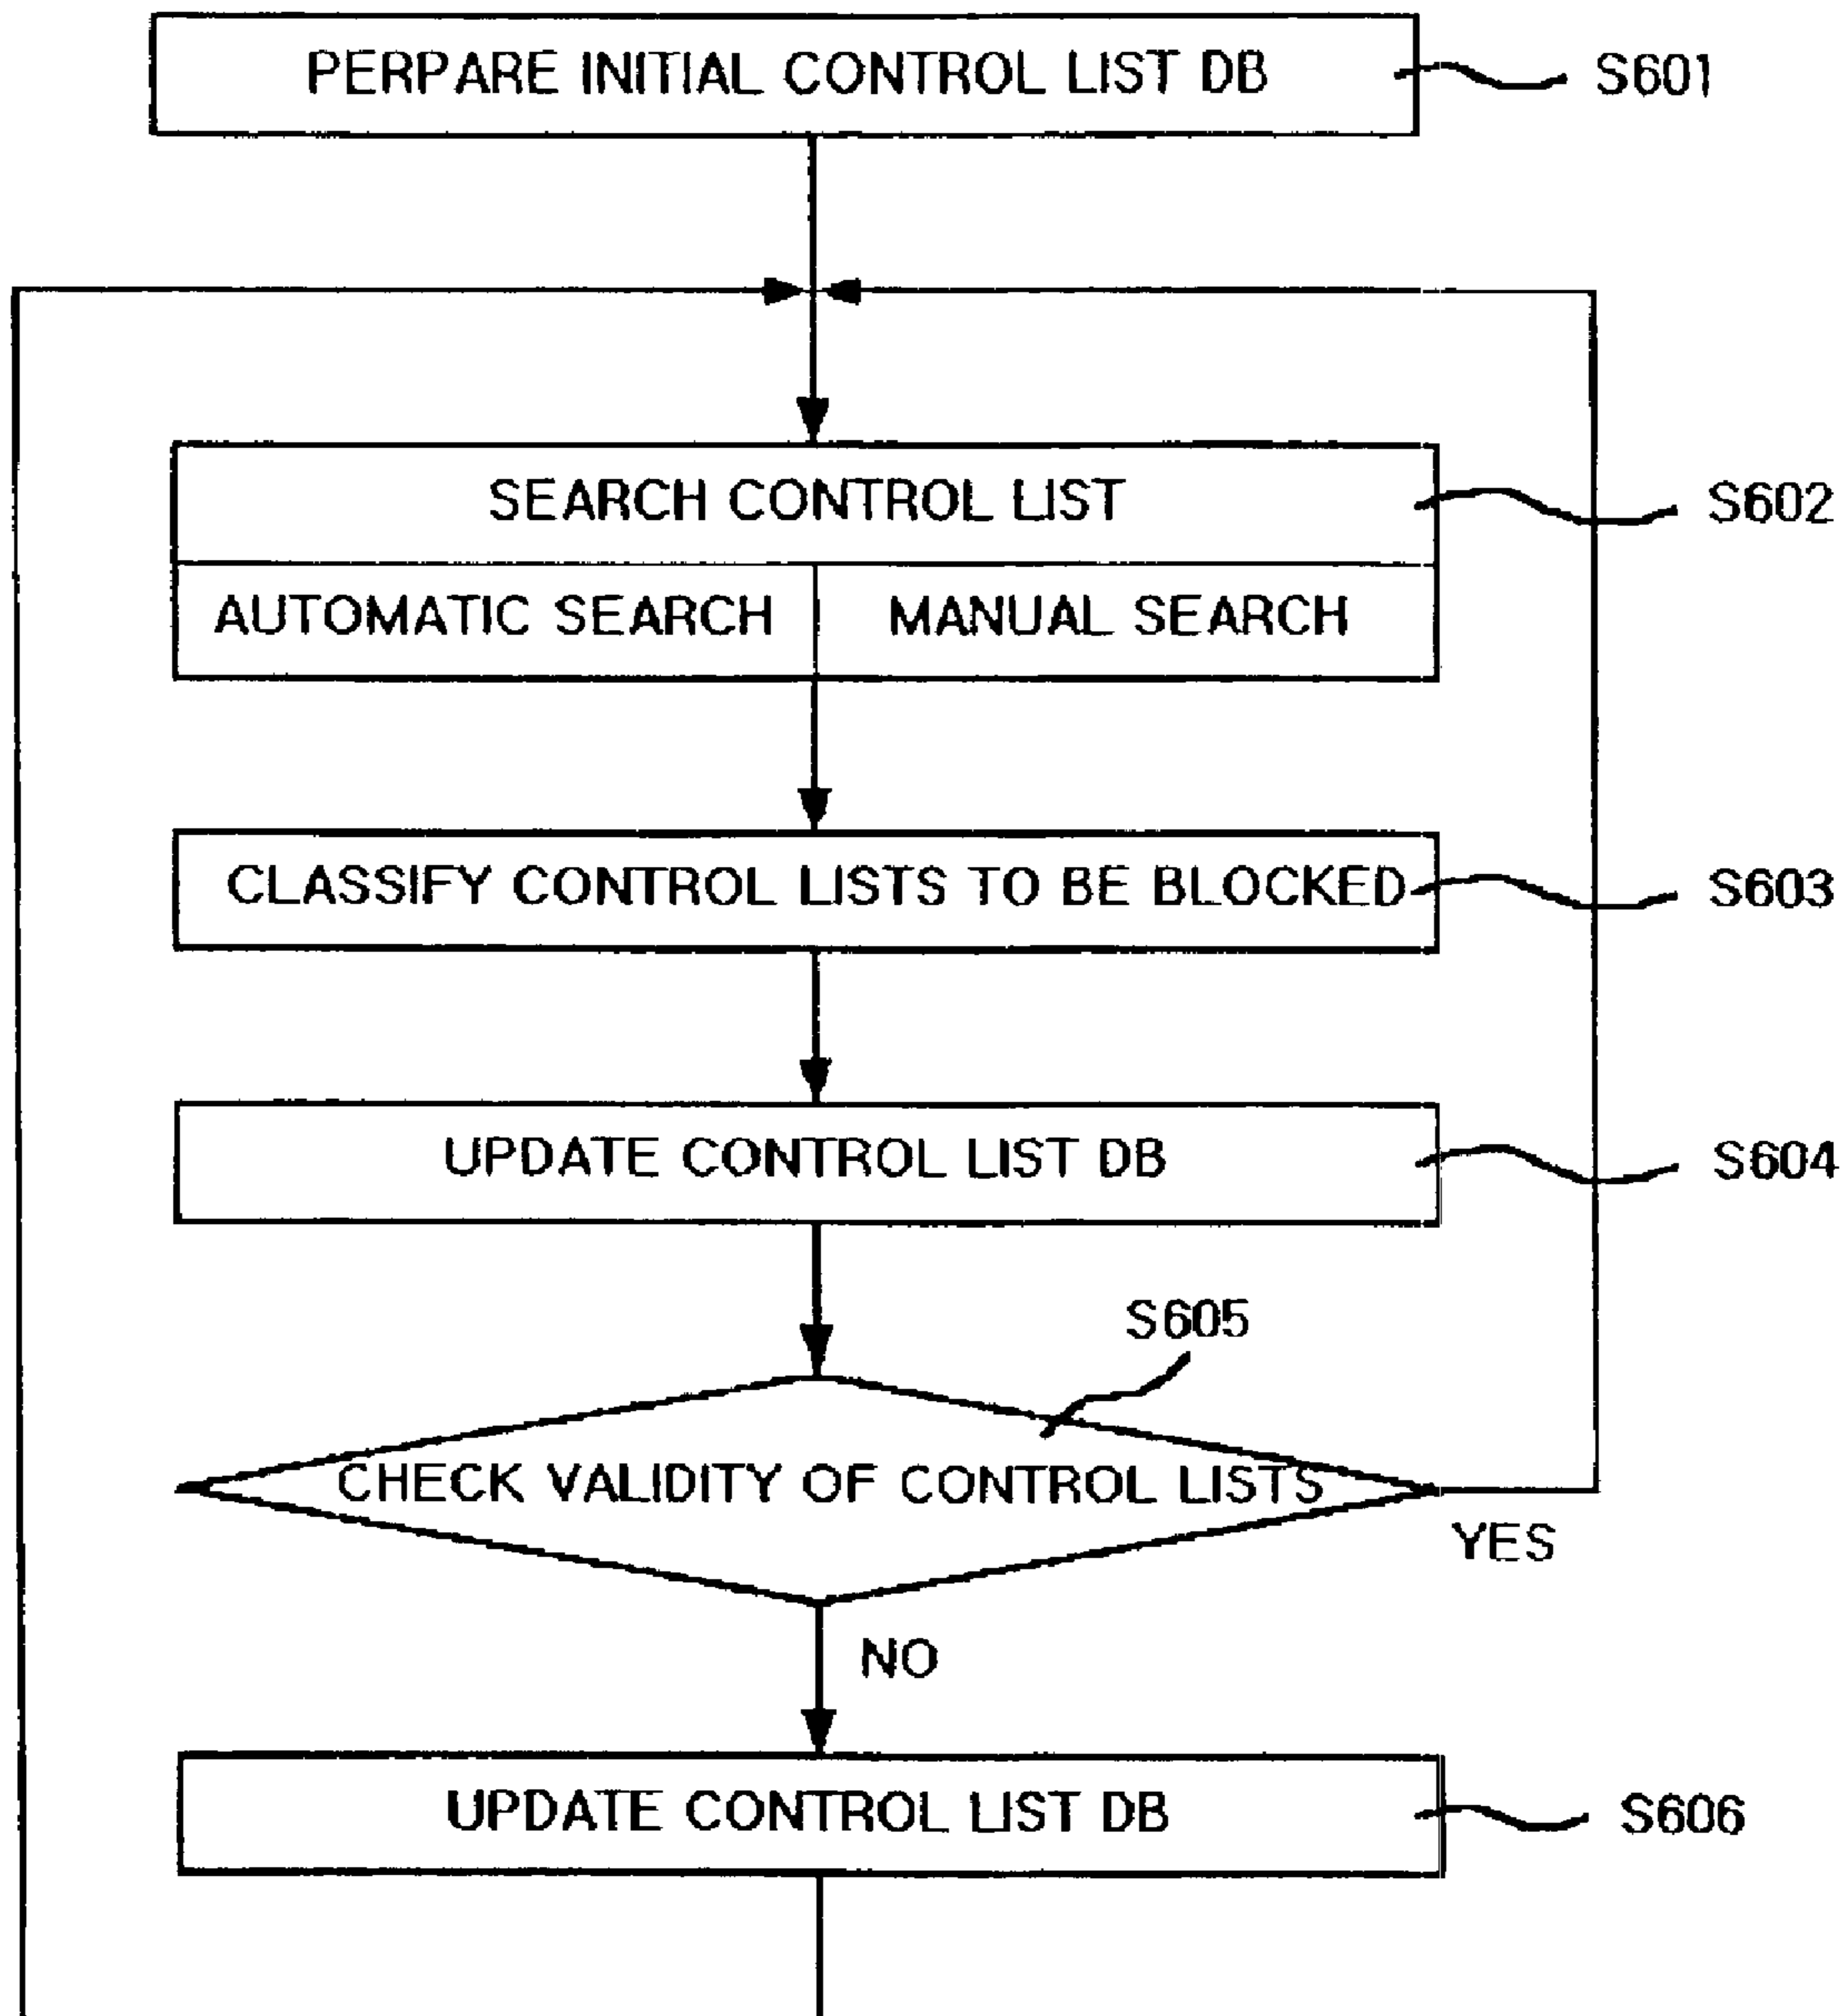 PERPARE INITIAL CONTROL LIST DB
S601
SEARCH CONTROL LIST
S602
AUTOMATIC SEARCH
MANUAL SEARCH
CLASSIFY CONTROL LISTS TO BE BLOCKED
S603
UPDATE CONTROL LIST DB
S604
S605
CHECK VALIDITY OF CONTROL LISTS
YES
NO
UPDATE CONTROL LIST DB
S606